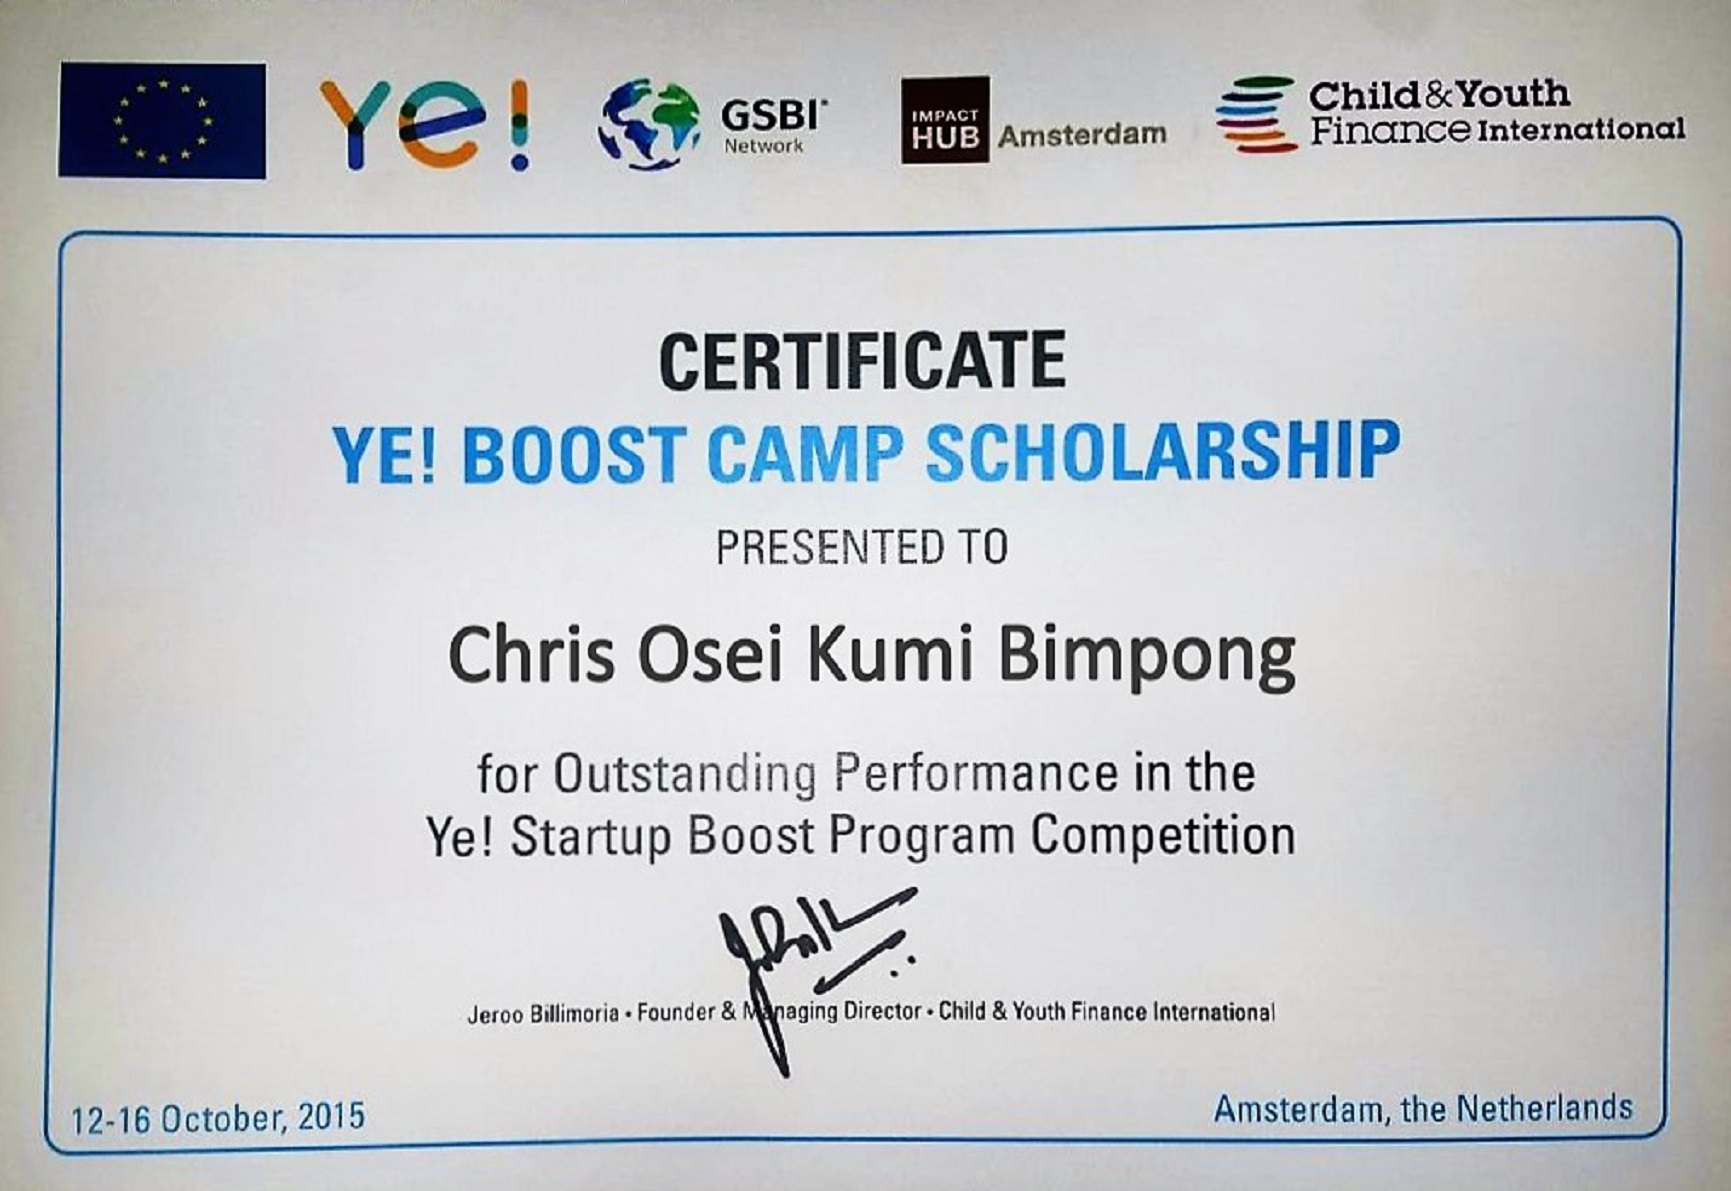 Ye!
GSBI®
Network
IMPACT
HUB Amsterdam
Child & Youth
Finance International
CERTIFICATE
YE! BOOST CAMP SCHOLARSHIP
PRESENTED TO
Chris Osei Kumi Bimpong
for Outstanding Performance in the
Ye! Startup Boost Program Competition
Jeroo Billimoria • Founder & Managing Director • Child & Youth Finance International
12-16 October, 2015
Amsterdam, the Netherlands